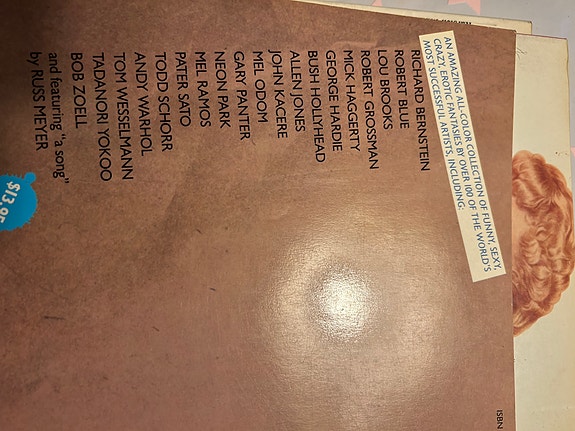 AN AMAZING ALL-COLOR COLLECTION OF FUNNY, SEXY,
CRAZY, EROTIC FANTASIES BY OVER 100 OF THE WORLD'S
MOST SUCCESSFUL ARTISTS, INCLUDING:
RICHARD BERNSTEIN
ROBERT BLUE
LOU BROOKS
ROBERT GROSSMAN
MICK HAGGERTY
GEORGE HARDIE
BUSH HOLLYHEAD
ALLEN JONES
JOHN KACERE
MEL ODOM
GARY PANTER
NEON PARK
MEL RAMOS
PATER SATO
TODD SCHORR
ANDY WARHOL
TOM WESSELMANN
TADANORI YOKOO
BOB ZOELL
and featuring "a song"
by RUSS MEYER
$13.95
ISBN